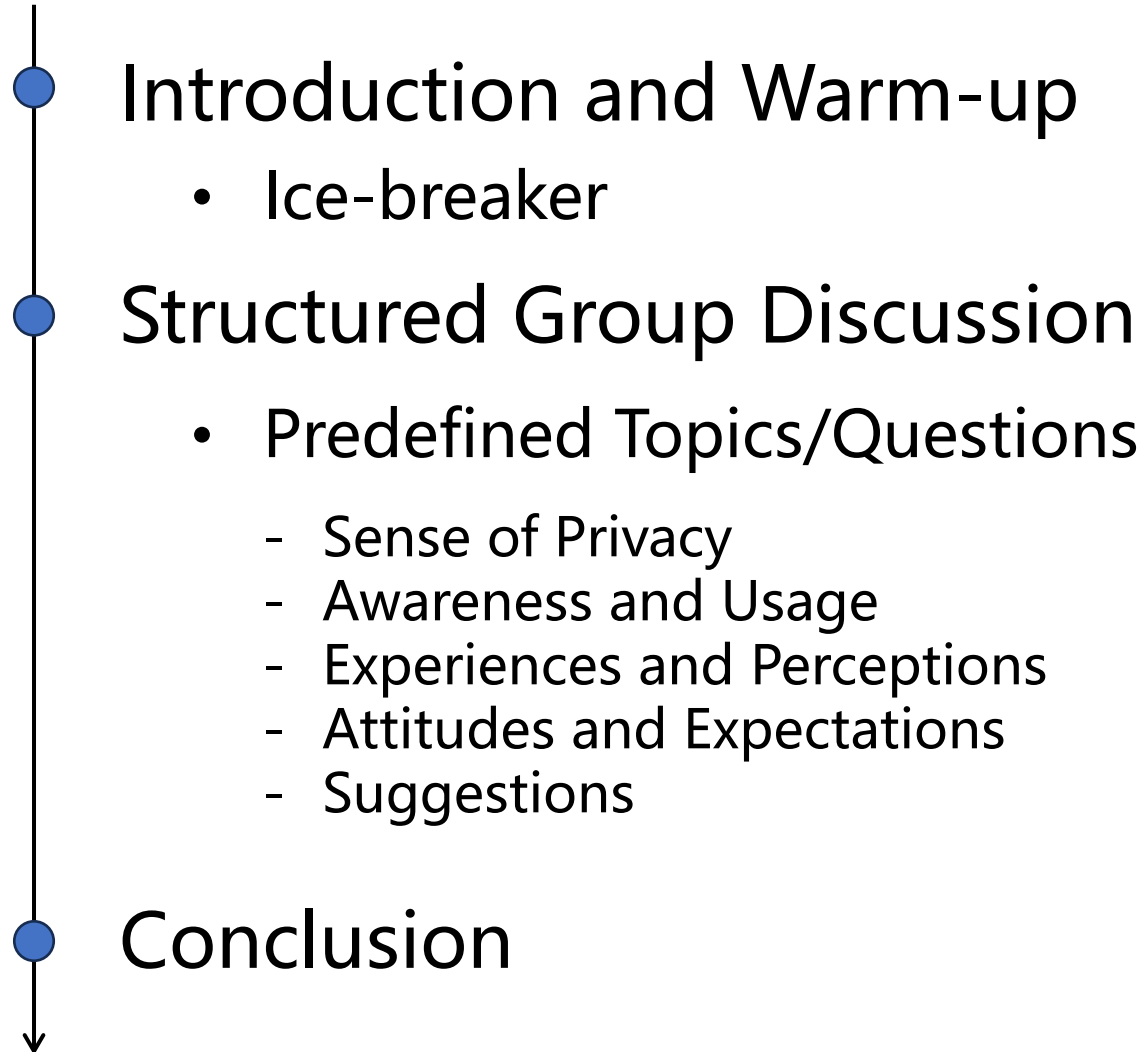 Introduction and Warm-up
• Ice-breaker
Structured Group Discussion
• Predefined Topics/Questions
- Sense of Privacy
- Awareness and Usage
- Experiences and Perceptions
- Attitudes and Expectations
- Suggestions
Conclusion